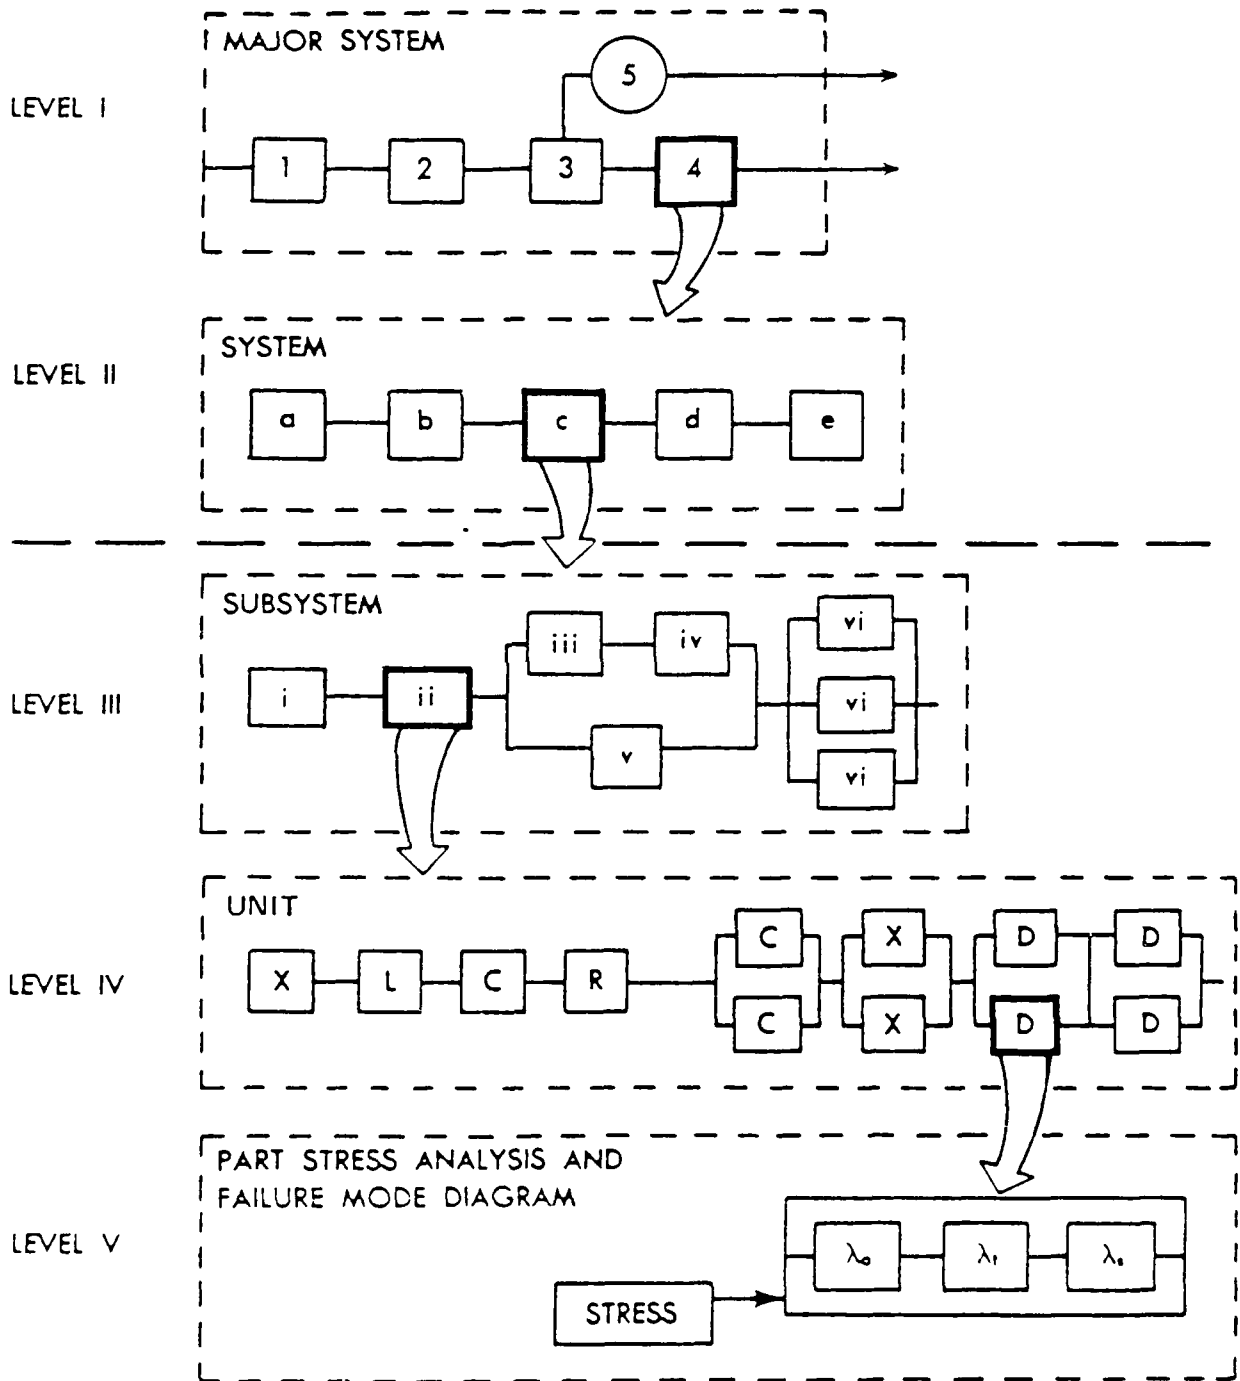 MAJOR SYSTEM
5
LEVEL I
1 2 3 4
SYSTEM
LEVEL II
a b c d e
SUBSYSTEM
vi
iii iv
i ii
LEVEL III
vi
v
vi
UNIT
C X D D
X L C R
LEVEL IV
C X D D
PART STRESS ANALYSIS AND
FAILURE MODE DIAGRAM
LEVEL V
λ λ λ
STRESS